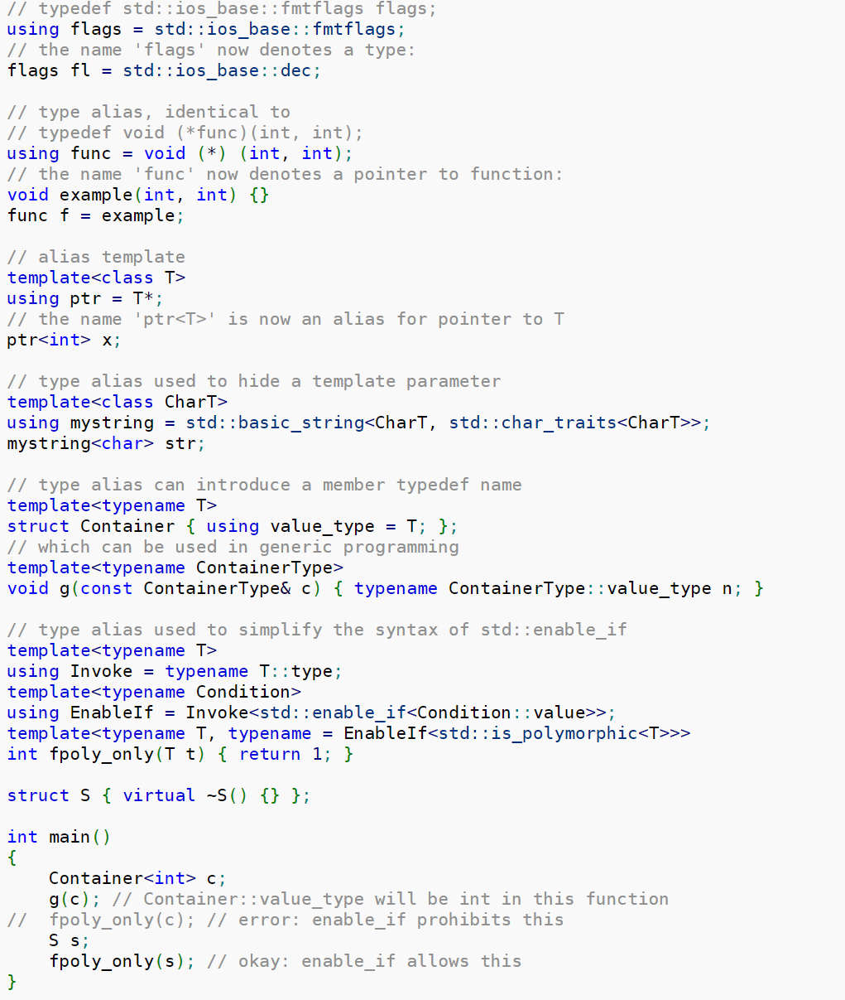 // typedef std::ios_base::fmtflags flags;
using flags = std::ios_base::fmtflags;
// the name 'flags' now denotes a type:
flags fl = std::ios_base::dec;

// type alias, identical to
// typedef void (*func)(int, int);
using func = void (*) (int, int);
// the name 'func' now denotes a pointer to function:
void example(int, int) {}
func f = example;

// alias template
template<class T>
using ptr = T*;
// the name 'ptr<T>' is now an alias for pointer to T
ptr<int> x;

// type alias used to hide a template parameter
template<class CharT>
using mystring = std::basic_string<CharT, std::char_traits<CharT>>;
mystring<char> str;

// type alias can introduce a member typedef name
template<typename T>
struct Container { using value_type = T; };
// which can be used in generic programming
template<typename ContainerType>
void g(const ContainerType& c) { typename ContainerType::value_type n; }

// type alias used to simplify the syntax of std::enable_if
template<typename T>
using Invoke = typename T::type;
template<typename Condition>
using EnableIf = Invoke<std::enable_if<Condition::value>>;
template<typename T, typename = EnableIf<std::is_polymorphic<T>>>
int fpoly_only(T t) { return 1; }

struct S { virtual ~S() {} };

int main()
{
    Container<int> c;
    g(c); // Container::value_type will be int in this function
//  fpoly_only(c); // error: enable_if prohibits this
    S s;
    fpoly_only(s); // okay: enable_if allows this
}